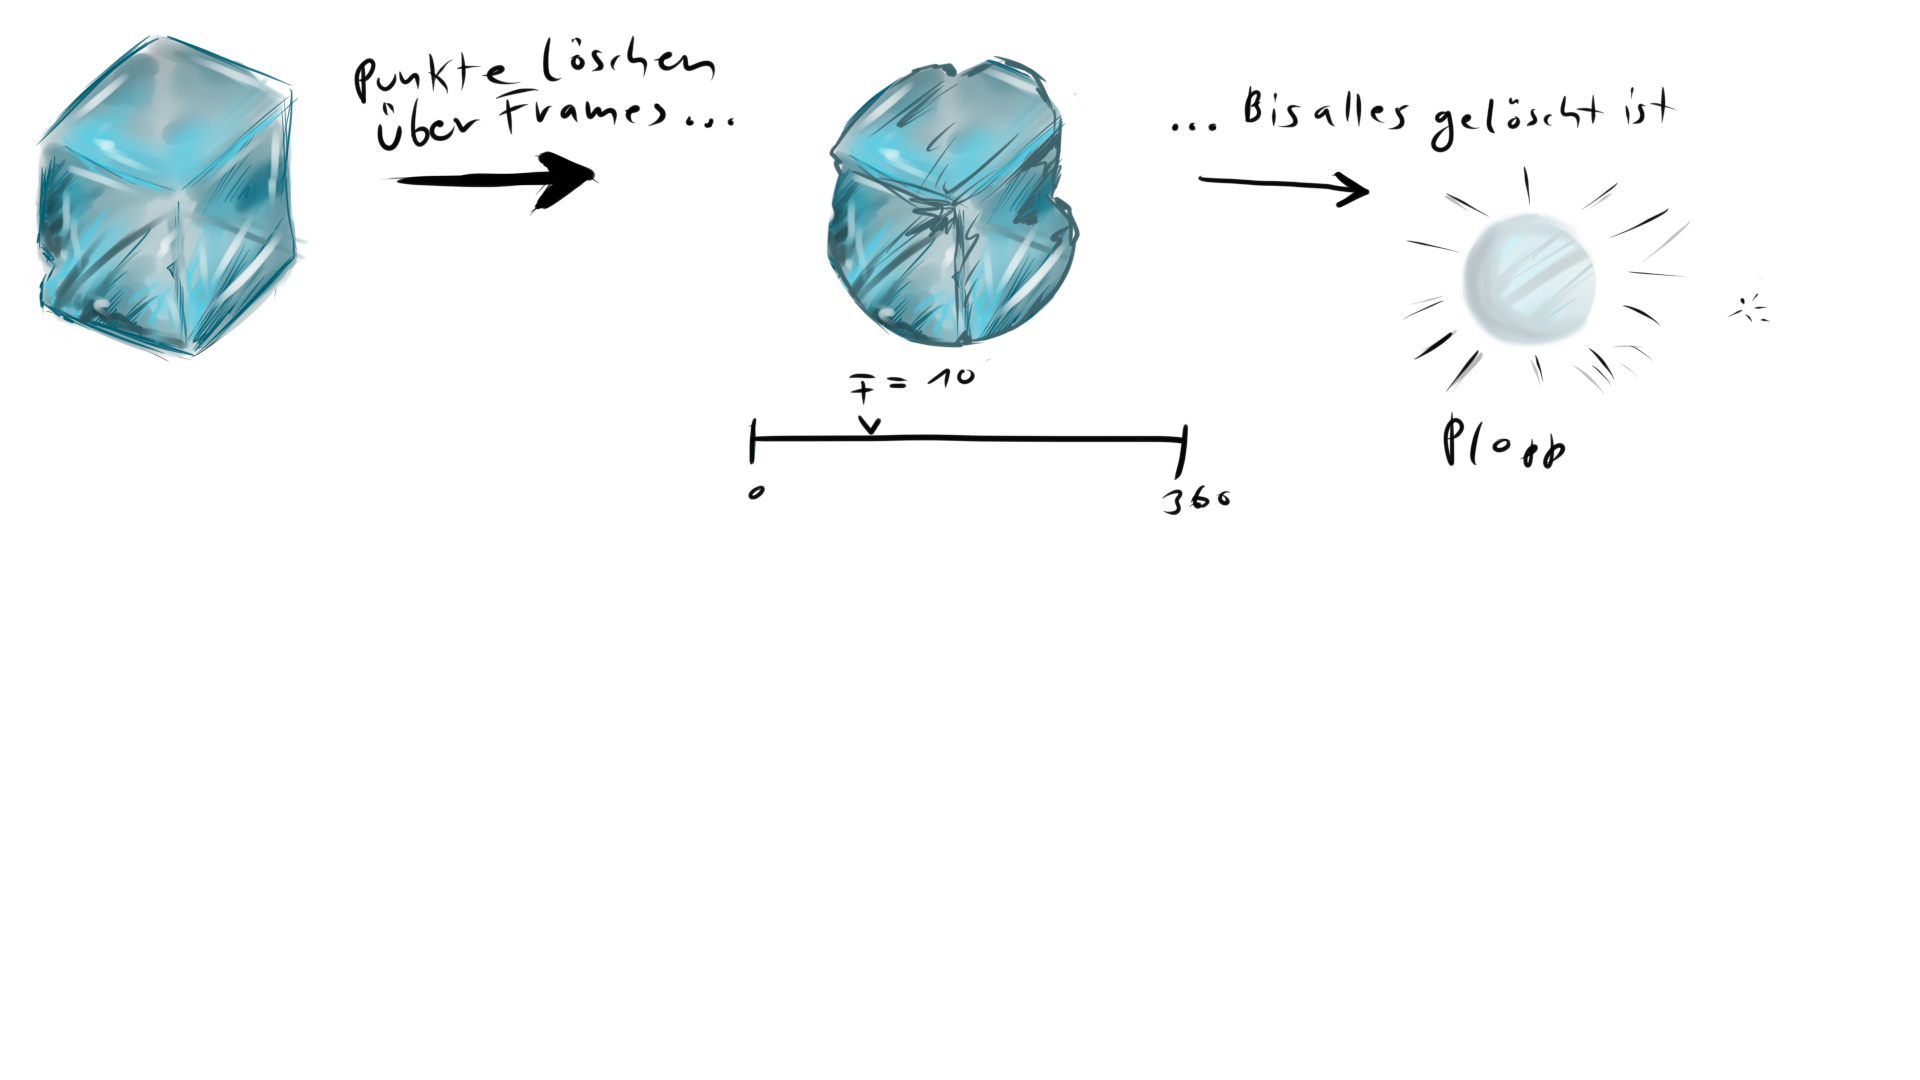 Punkte löschen
über Frames...
... Bis alles gelöscht ist
F = 10
0
360
Plopp